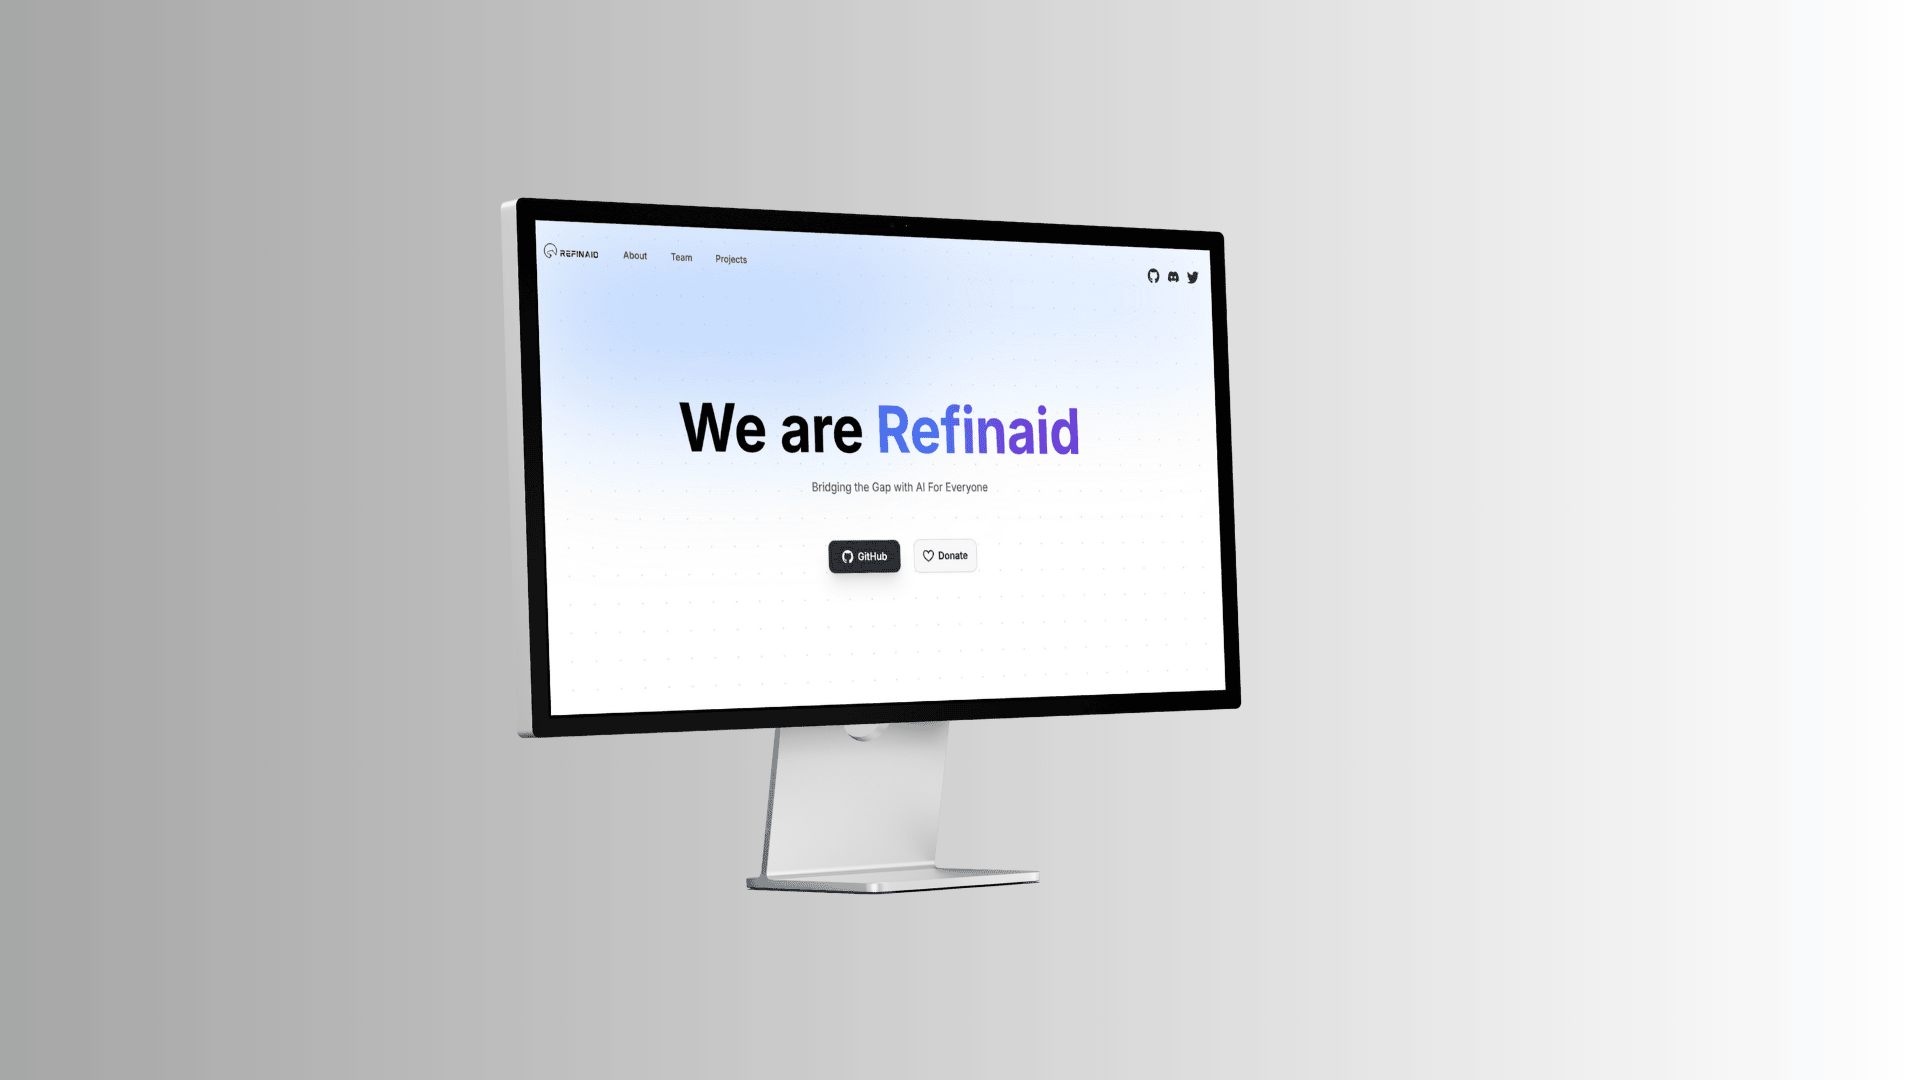 REFINAID
About
Team
Projects
We are Refinaid
Bridging the Gap with AI For Everyone
GitHub
Donate